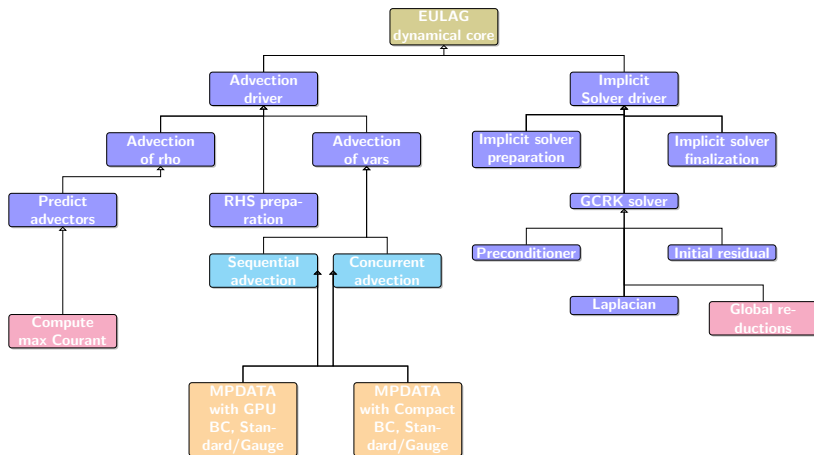 EULAG
dynamical core
Advection
driver
Implicit
Solver driver
Advection
of rho
Advection
of vars
Implicit solver
preparation
Implicit solver
finalization
Predict
advectors
RHS prepa-
ration
GCRK solver
Sequential
advection
Concurrent
advection
Preconditioner
Initial residual
Compute
max Courant
Laplacian
Global re-
ductions
MPDATA
with GPU
BC, Stan-
dard/Gauge
MPDATA
with Compact
BC, Stan-
dard/Gauge